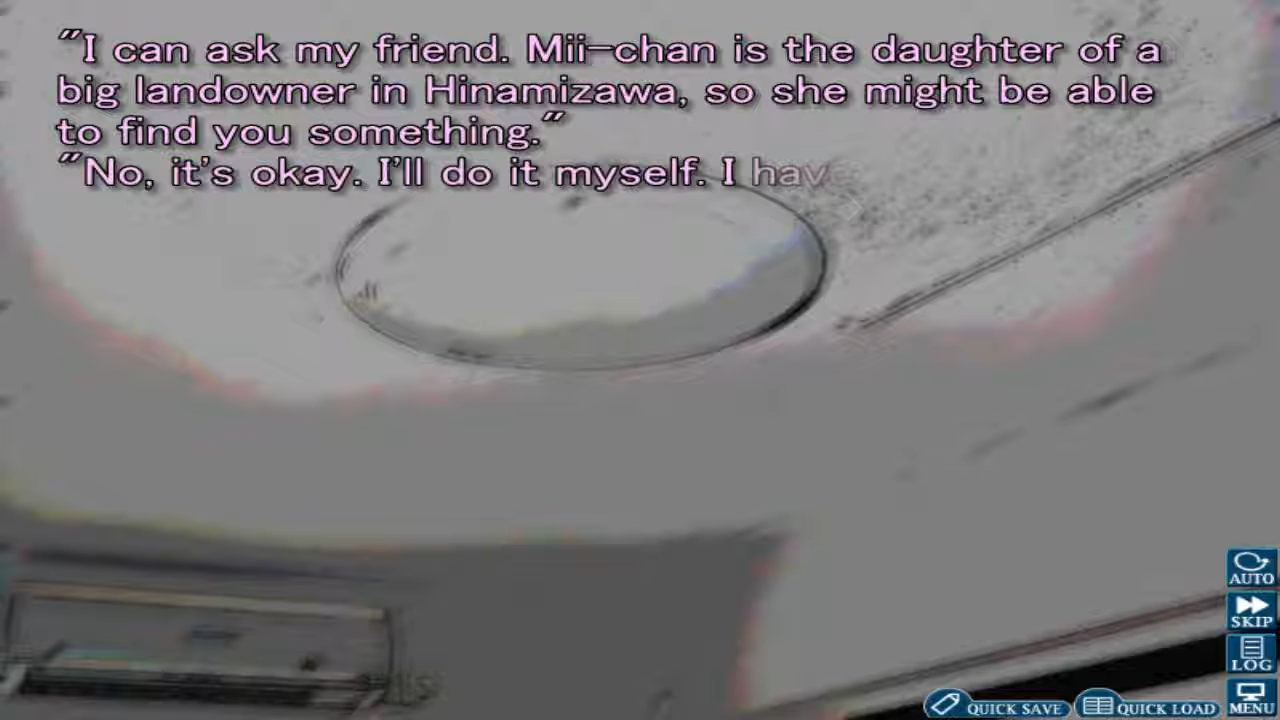 "I can ask my friend. Mii-chan is the daughter of a
big landowner in Hinamizawa, so she might be able
to find you something."
"No, it's okay. I'll do it myself. I have
AUTO
SKIP
LOG
MENU
QUICK SAVE
QUICK LOAD